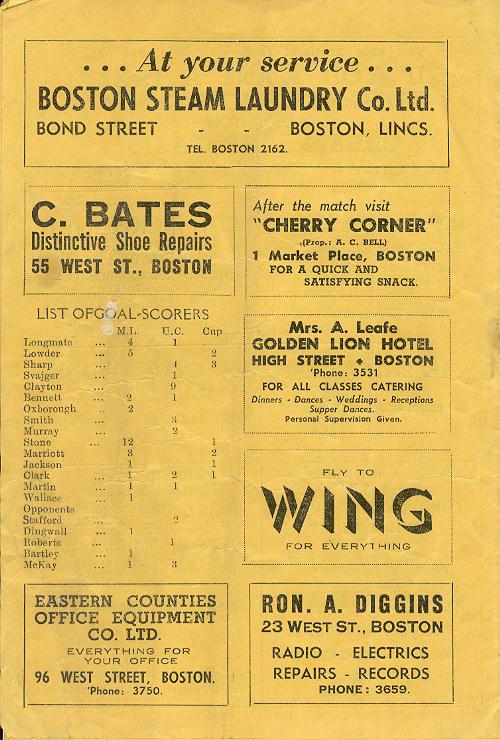 ... At your service ...
BOSTON STEAM LAUNDRY Co. Ltd.
BOND STREET - - BOSTON, LINCS.
TEL. BOSTON 2162.
C. BATES
Distinctive Shoe Repairs
55 WEST ST., BOSTON
After the match visit
"CHERRY CORNER"
(Prop: A. C. BELL)
1 Market Place, BOSTON
FOR A QUICK AND
SATISFYING SNACK.
LIST OF GOAL-SCORERS
M.L. U.C. Cup
Longmate ... 4 1
Lowder ... 5 2
Sharp ... 4 3
Svajger ... 1
Clayton ... 9
Bennett ... 2 1
Oxborough .. 2
Smith ... 3
Murray ... 2
Stone ... 12 1
Marriott 3 2
Jackson 1 1
Clark ... 1 2 1
Martin ... 1 1
Wallace 1
Opponents
Stafford ... 2
Dingwall ... 1
Roberts ... 1
Bartley ... 1
McKay ... 1 3
Mrs. A. Leafe
GOLDEN LION HOTEL
HIGH STREET + BOSTON
'Phone: 3531
FOR ALL CLASSES CATERING
Dinners - Dances - Weddings - Receptions
Supper Dances.
Personal Supervision Given.
FLY TO
WING
FOR EVERYTHING
EASTERN COUNTIES
OFFICE EQUIPMENT
CO. LTD.
EVERYTHING FOR
YOUR OFFICE
96 WEST STREET, BOSTON.
'Phone: 3750.
RON. A. DIGGINS
23 WEST ST., BOSTON
RADIO - ELECTRICS
REPAIRS - RECORDS
PHONE: 3659.